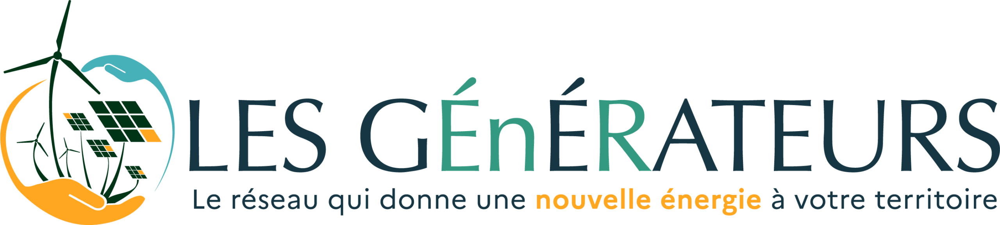 LES GÉnÉRATEURS
Le réseau qui donne une nouvelle énergie à votre territoire